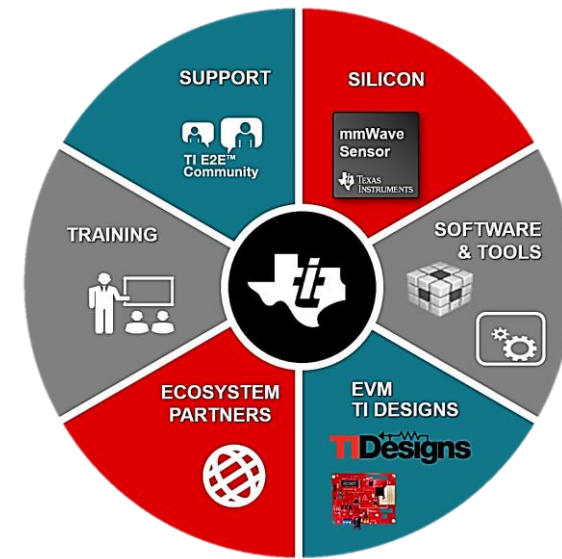 SUPPORT
TI E2E™
Community
SILICON
mmWave
Sensor
TEXAS
INSTRUMENTS
TRAINING
SOFTWARE
& TOOLS
ECOSYSTEM
PARTNERS
EVM
TI DESIGNS
TIDesigns